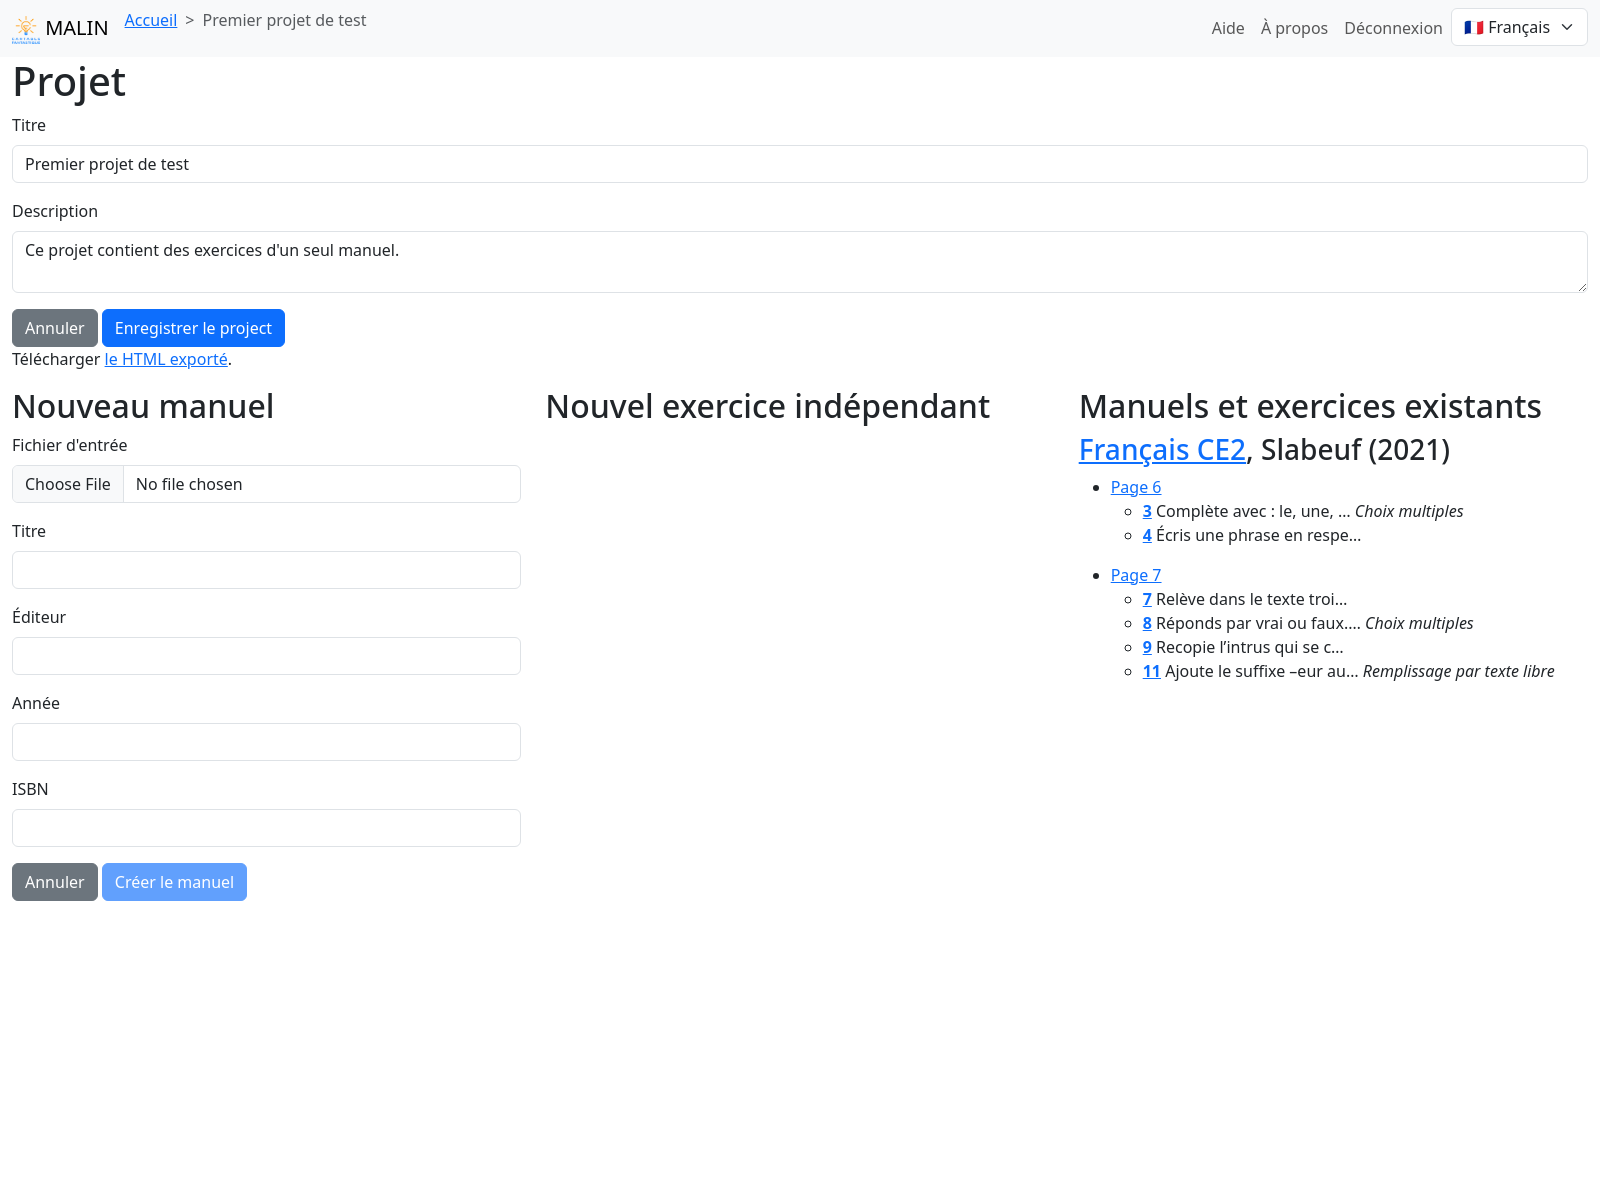 MALIN
Accueil > Premier projet de test
Aide À propos Déconnexion Français
Projet
Titre
Premier projet de test
Description
Ce projet contient des exercices d'un seul manuel.
Annuler Enregistrer le project
Télécharger le HTML exporté.
Nouveau manuel
Fichier d'entrée
Choose File No file chosen
Titre
Éditeur
Année
ISBN
Annuler Créer le manuel
Nouvel exercice indépendant
Manuels et exercices existants
Français CE2, Slabeuf (2021)
Page 6
3 Complète avec : le, une, ... Choix multiples
4 Écris une phrase en respe...
Page 7
7 Relève dans le texte troi...
8 Réponds par vrai ou faux.... Choix multiples
9 Recopie l’intrus qui se c...
11 Ajoute le suffixe –eur au... Remplissage par texte libre